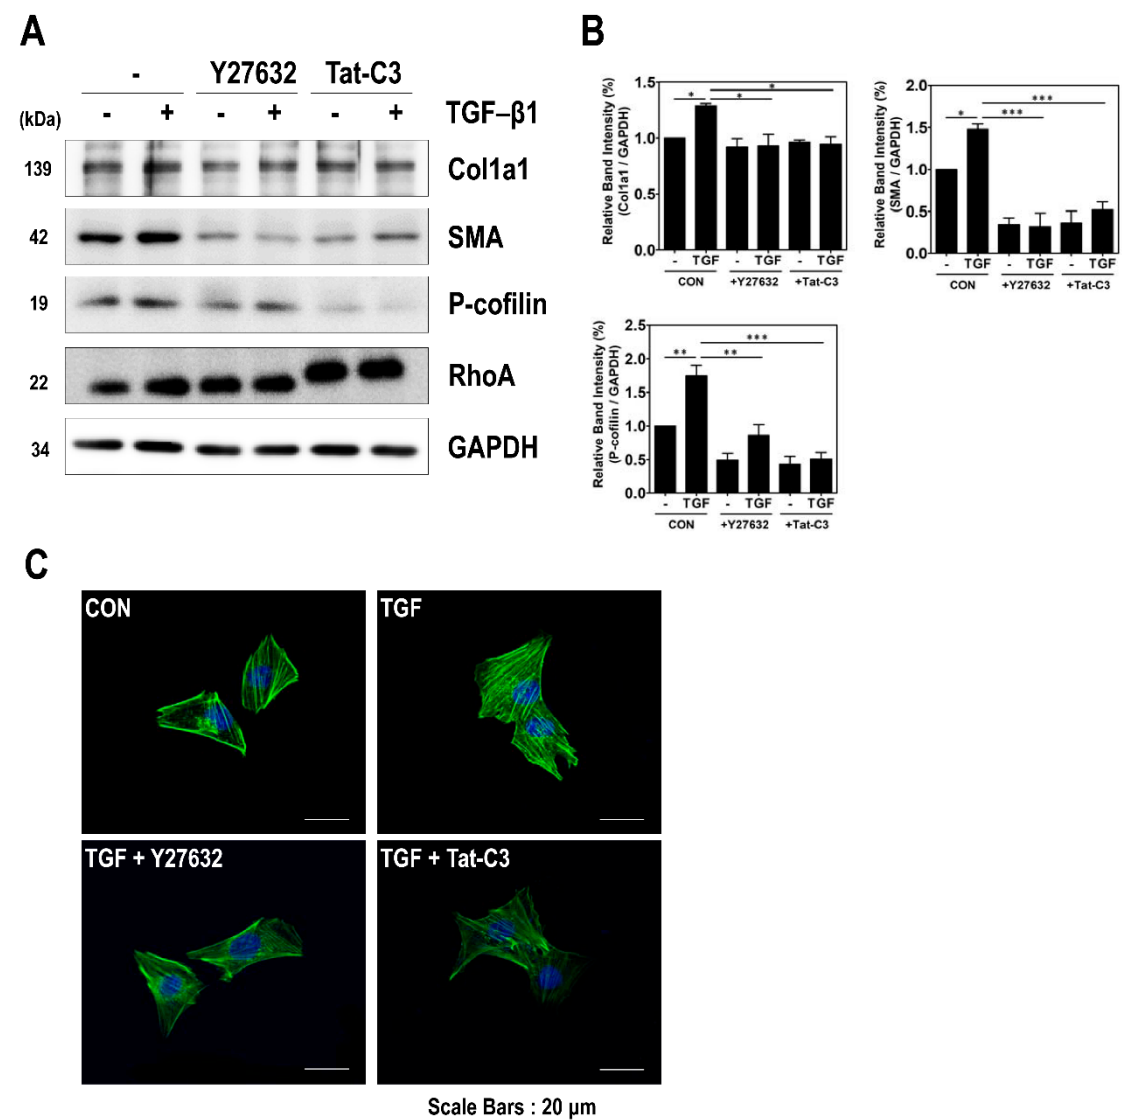 A
- Y27632 Tat-C3
- + - + - + TGF–β1
(kDa)
139 Col1a1
42 SMA
19 P-cofilin
22 RhoA
34 GAPDH
B
Relative Band Intensity (%)
(Col1a1 / GAPDH)
1.5
1.0
0.5
0.0
* * *
- TGF - TGF - TGF
CON +Y27632 +Tat-C3
Relative Band Intensity (%)
(SMA / GAPDH)
2.0
1.5
1.0
0.5
0.0
* *** ***
- TGF - TGF - TGF
CON +Y27632 +Tat-C3
Relative Band Intensity (%)
(P-cofilin / GAPDH)
2.5
2.0
1.5
1.0
0.5
0.0
** ** ***
- TGF - TGF - TGF
CON +Y27632 +Tat-C3
C
CON
TGF
TGF + Y27632
TGF + Tat-C3
Scale Bars : 20 μm